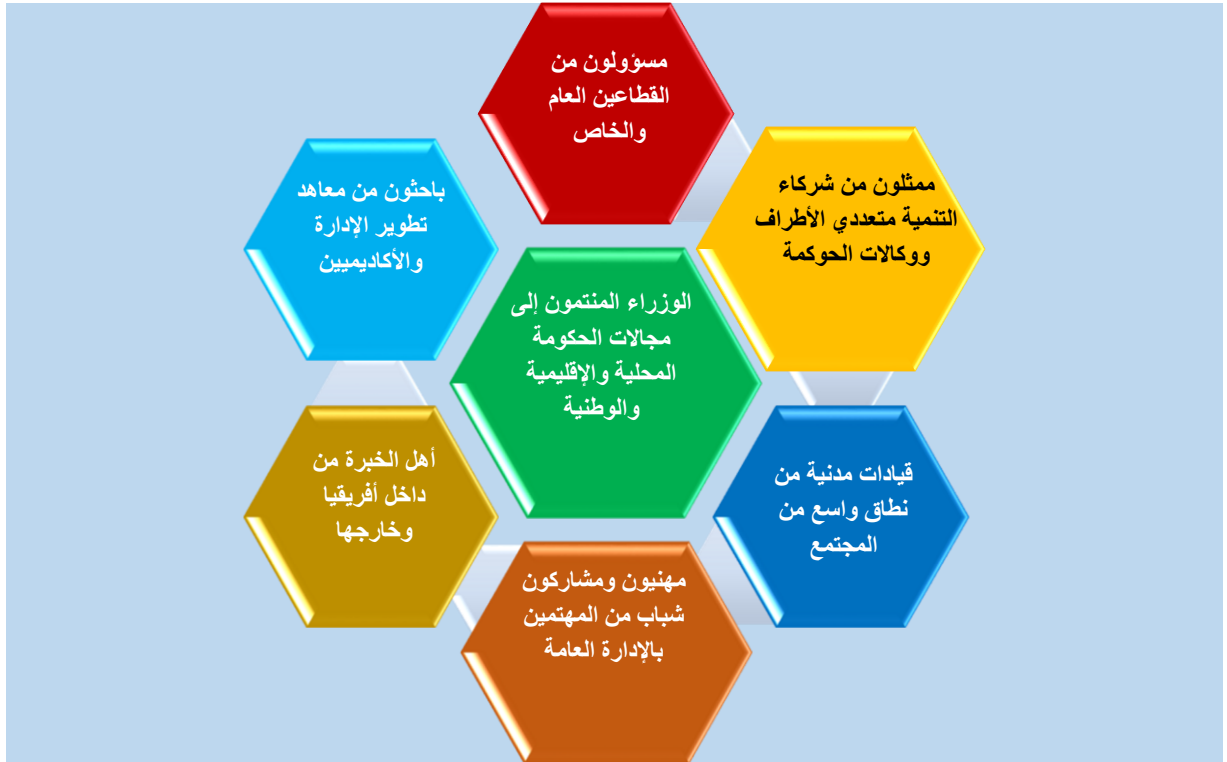 مسؤولون من
القطاعين العام
والخاص
ممثلون من شركاء
التنمية متعددي الأطراف
ووكالات الحوكمة
باحثون من معاهد
تطوير الإدارة
والأكاديميين
الوزراء المنتمون إلى
مجالات الحكومة
المحلية والإقليمية
والوطنية
قيادات مدنية من
نطاق واسع من
المجتمع
أهل الخبرة من
داخل أفريقيا
وخارجها
مهنيون ومشاركون
شباب من المهتمين
بالإدارة العامة